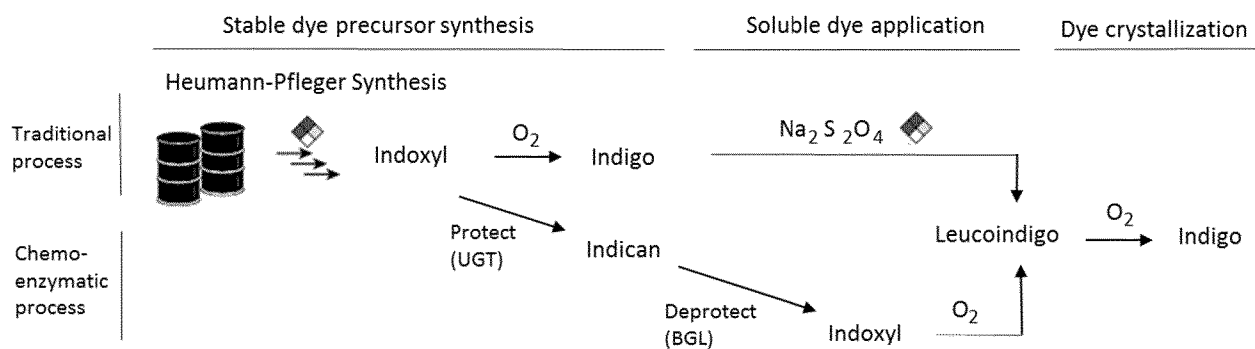 Stable dye precursor synthesis
Soluble dye application
Dye crystallization
Heumann-Pfleger Synthesis
Traditional
process
Indoxyl
O2
Indigo
Na2 S 2O4
Protect
(UGT)
Indican
Leucoindigo
O2
Indigo
Chemo-
enzymatic
process
Deprotect
(BGL)
Indoxyl
O2